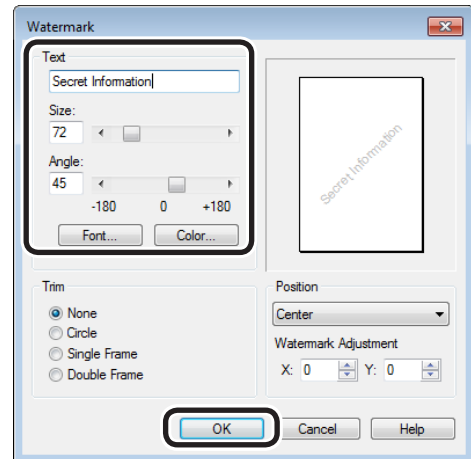 Watermark
Text
Secret Information
Size:
72
Angle:
45
-180 0 +180
Font... Color...
Secret Information
Trim
None
Circle
Single Frame
Double Frame
Position
Center
Watermark Adjustment
X: 0 Y: 0
OK Cancel Help